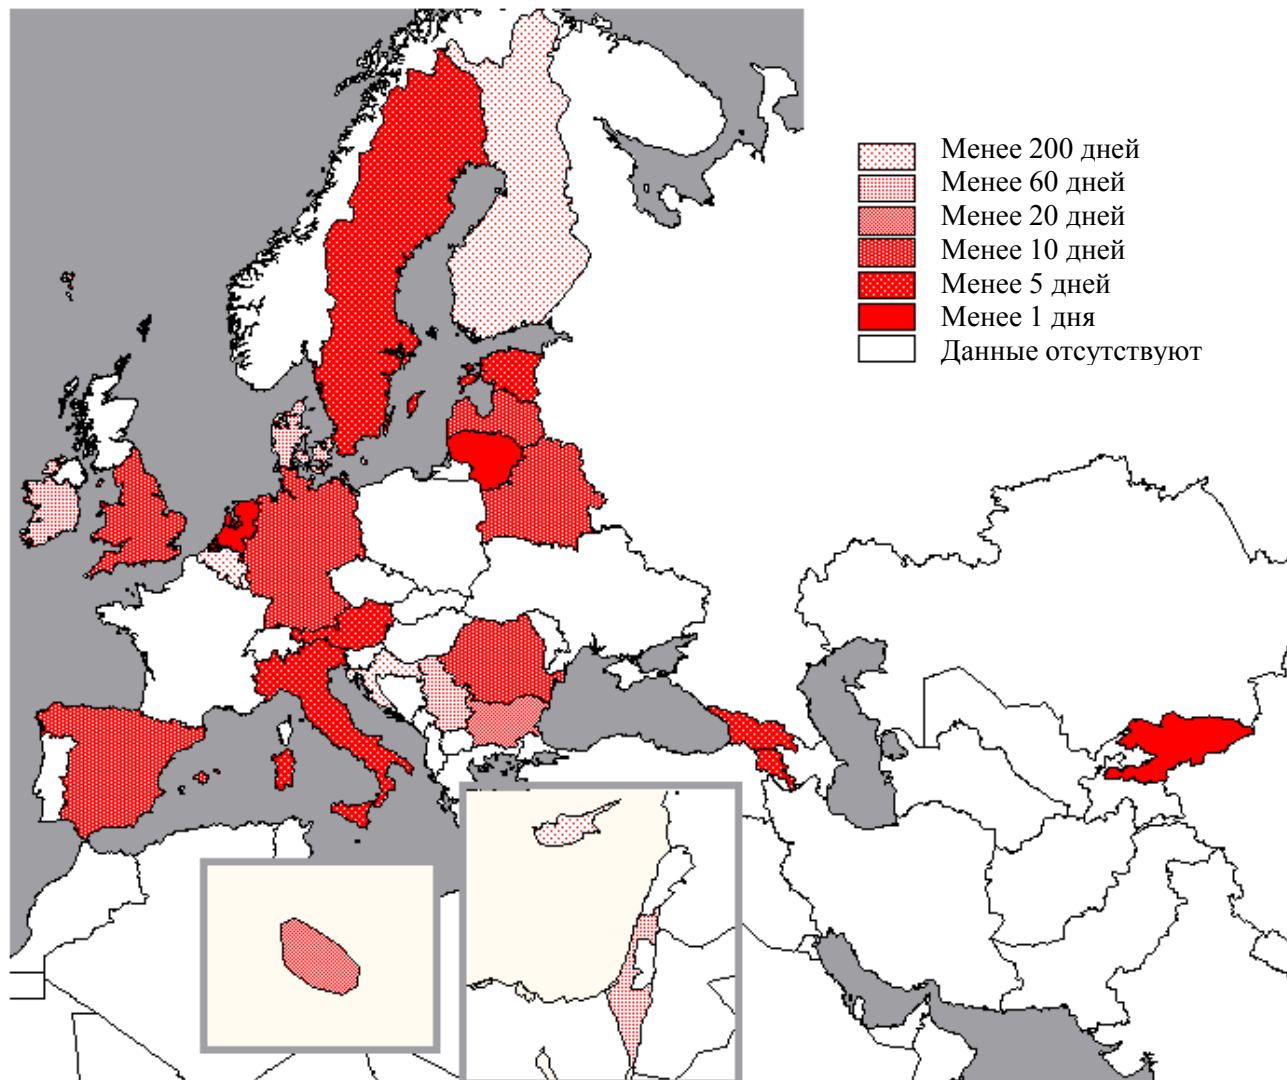 Менее 200 дней
Менее 60 дней
Менее 20 дней
Менее 10 дней
Менее 5 дней
Менее 1 дня
Данные отсутствуют